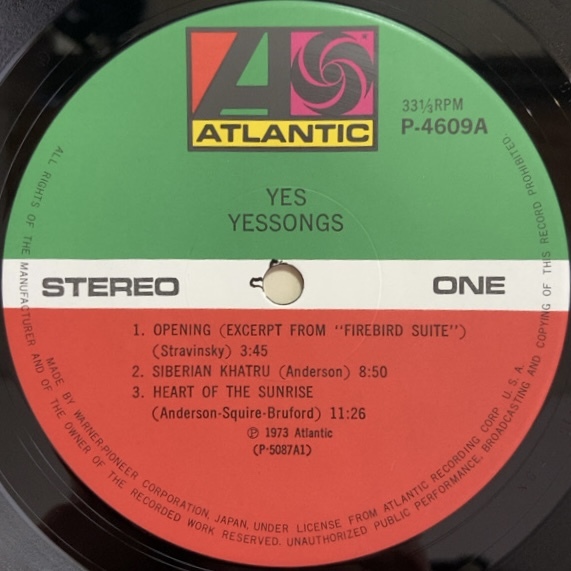 ATLANTIC
33⅓RPM
P-4609A
YES
YESSONGS
STEREO
ONE
1. OPENING (EXCERPT FROM "FIREBIRD SUITE")
(Stravinsky) 3:45
2. SIBERIAN KHATRU (Anderson) 8:50
3. HEART OF THE SUNRISE
(Anderson-Squire-Bruford) 11:26
Ⓟ 1973 Atlantic
(P-5087A1)
MADE BY WARNER-PIONEER CORPORATION, JAPAN, UNDER LICENSE FROM ATLANTIC RECORDING CORP. U.S.A.
ALL RIGHTS OF THE MANUFACTURER AND OF THE OWNER OF THE RECORDED WORK RESERVED. UNAUTHORIZED PUBLIC PERFORMANCE, BROADCASTING AND COPYING OF THIS RECORD PROHIBITED.